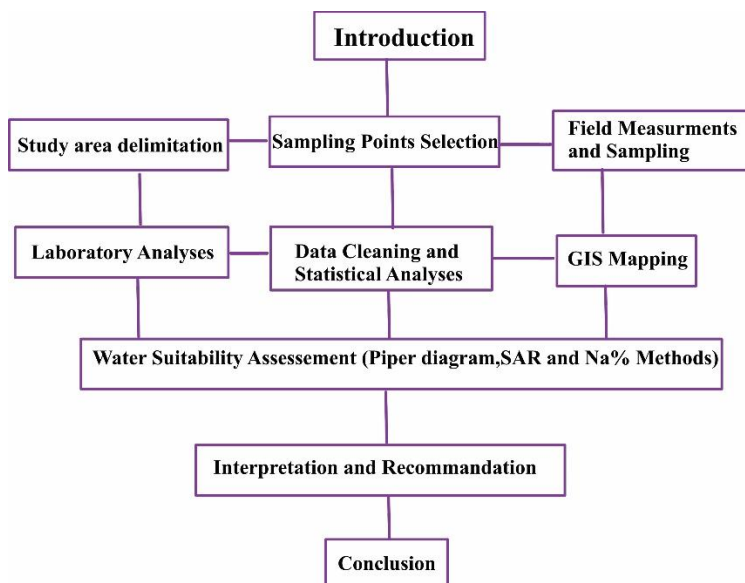 Introduction
Study area delimitation
Sampling Points Selection
Field Measurments
and Sampling
Laboratory Analyses
Data Cleaning and
Statistical Analyses
GIS Mapping
Water Suitability Assessement (Piper diagram,SAR and Na% Methods)
Interpretation and Recommandation
Conclusion